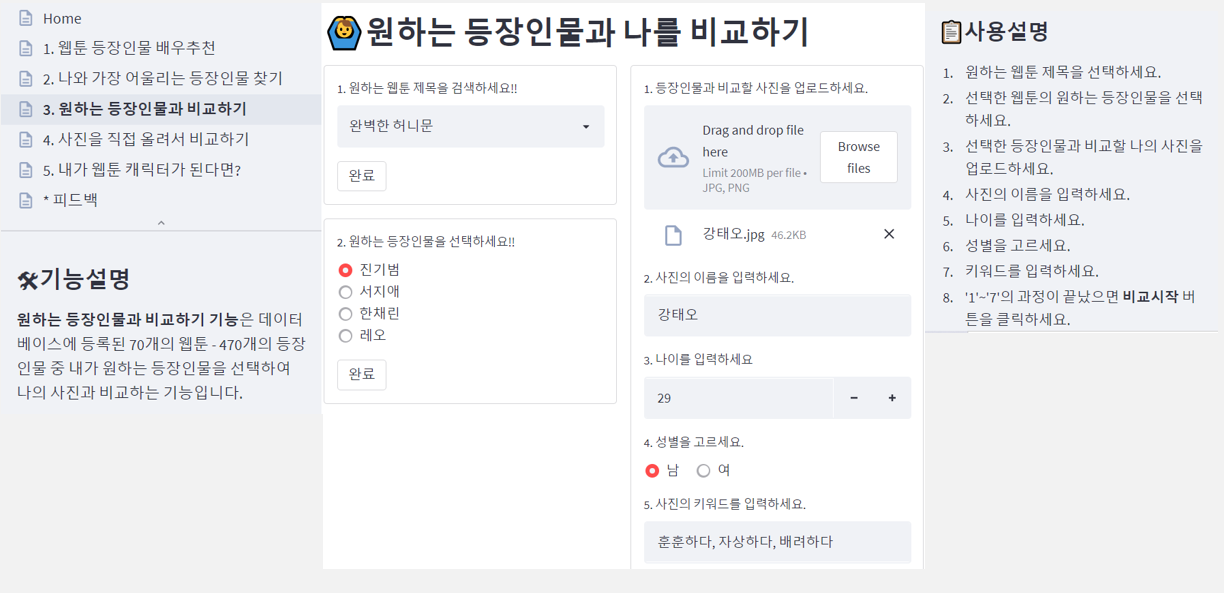 Home
1. 웹툰 등장인물 배우추천
2. 나와 가장 어울리는 등장인물 찾기
3. 원하는 등장인물과 비교하기
4. 사진을 직접 올려서 비교하기
5. 내가 웹툰 캐릭터가 된다면?
* 피드백
기능설명
원하는 등장인물과 비교하기 기능은 데이터
베이스에 등록된 70개의 웹툰 - 470개의 등장
인물 중 내가 원하는 등장인물을 선택하여
나의 사진과 비교하는 기능입니다.
원하는 등장인물과 나를 비교하기
1. 원하는 웹툰 제목을 검색하세요!!
완벽한 허니문
완료
2. 원하는 등장인물을 선택하세요!!
진기범
서지애
한채린
레오
완료
1. 등장인물과 비교할 사진을 업로드하세요.
Drag and drop file
here
Limit 200MB per file •
JPG, PNG
Browse
files
강태오.jpg 46.2KB
2. 사진의 이름을 입력하세요.
강태오
3. 나이를 입력하세요
29
4. 성별을 고르세요.
남 여
5. 사진의 키워드를 입력하세요.
훈훈하다, 자상하다, 배려하다
사용설명
1. 원하는 웹툰 제목을 선택하세요.
2. 선택한 웹툰의 원하는 등장인물을 선택
하세요.
3. 선택한 등장인물과 비교할 나의 사진을
업로드하세요.
4. 사진의 이름을 입력하세요.
5. 나이를 입력하세요.
6. 성별을 고르세요.
7. 키워드를 입력하세요.
8. '1'~'7'의 과정이 끝났으면 비교시작 버
튼을 클릭하세요.